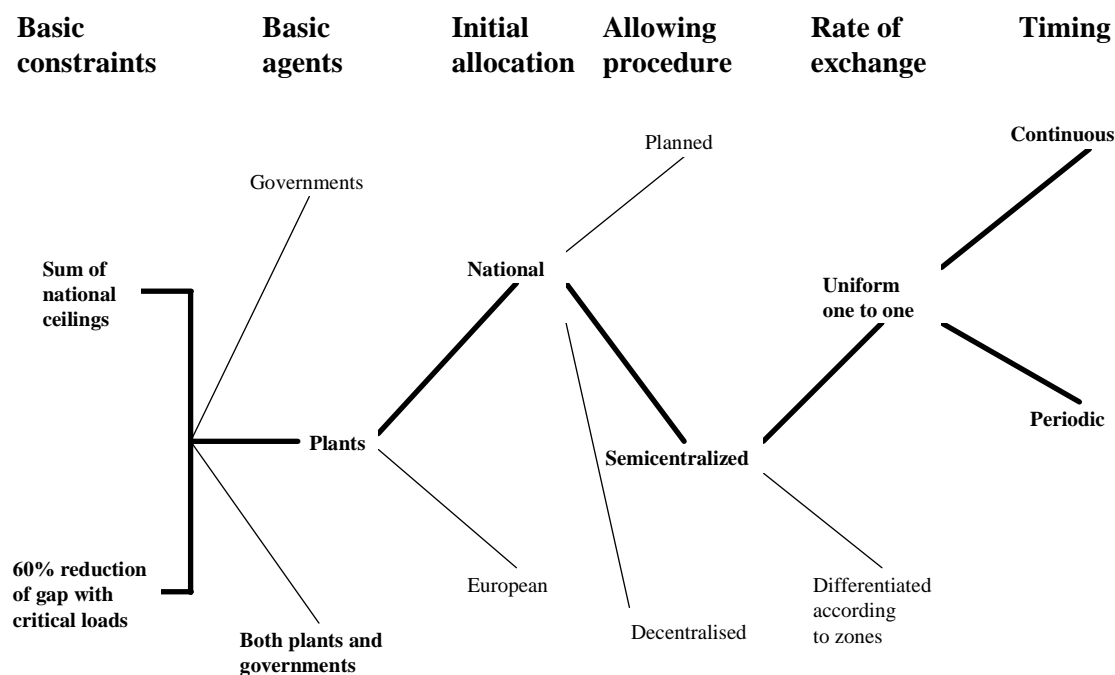 Basic
constraints
Basic
agents
Initial
allocation
Allowing
procedure
Rate of
exchange
Timing
Continuous
Planned
Governments
Sum of
national
ceilings
National
Uniform
one to one
Periodic
Plants
Semicentralized
60% reduction
of gap with
critical loads
European
Differentiated
according
to zones
Both plants and
governments
Decentralised